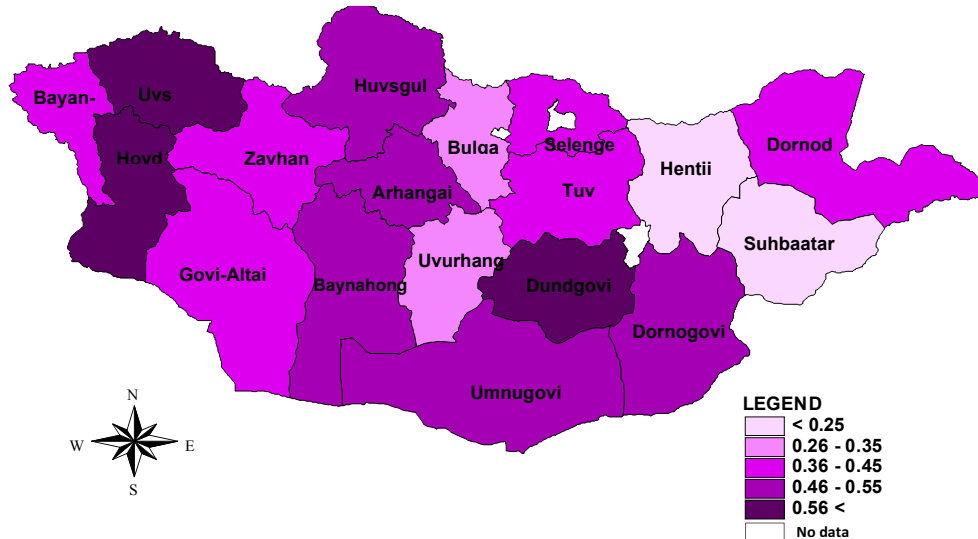 Huvsgul
Bayan-
Uvs
Bulga
Selenge
Dornod
Hovd
Zavhan
Hentii
Arhangai
Tuv
Suhbaatar
Govi-Altai
Uvurhang
Baynahong
Dundgovi
Dornogovi
Umnugovi
N
W
E
S
LEGEND
< 0.25
0.26 - 0.35
0.36 - 0.45
0.46 - 0.55
0.56 <
No data